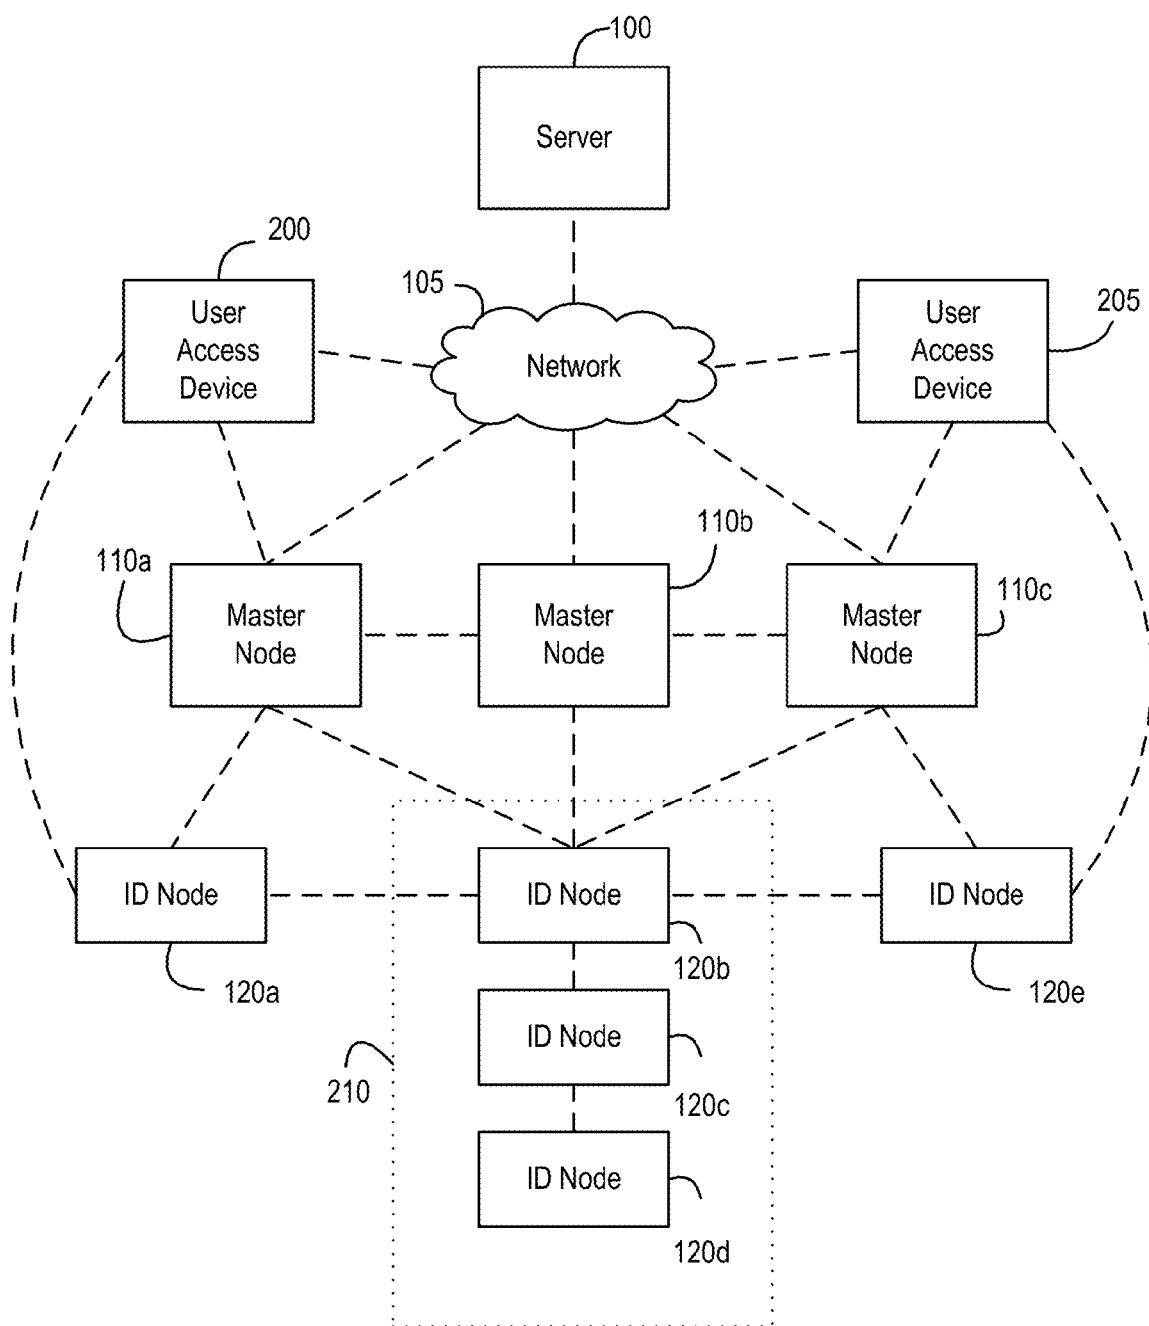 100
Server
200
105
205
User
Access
Device
Network
User
Access
Device
110a
110b
110c
Master
Node
Master
Node
Master
Node
ID Node
ID Node
ID Node
120a
120b
120e
ID Node
210
120c
ID Node
120d